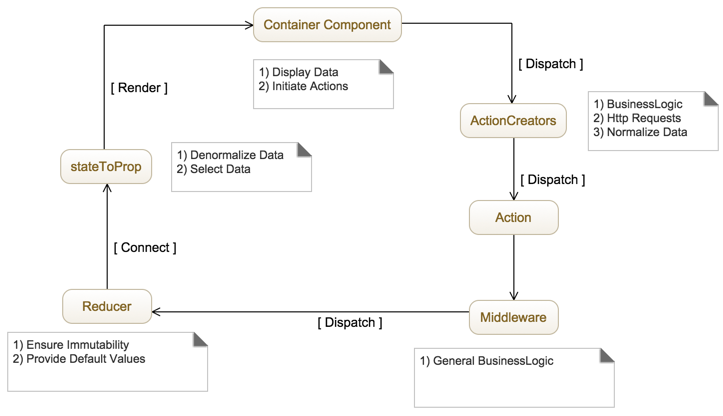 Container Component
[ Dispatch ]
1) Display Data
2) Initiate Actions
[ Render ]
ActionCreators
1) BusinessLogic
2) Http Requests
3) Normalize Data
stateToProp
1) Denormalize Data
2) Select Data
[ Dispatch ]
Action
[ Connect ]
Reducer
[ Dispatch ]
Middleware
1) Ensure Immutability
2) Provide Default Values
1) General BusinessLogic